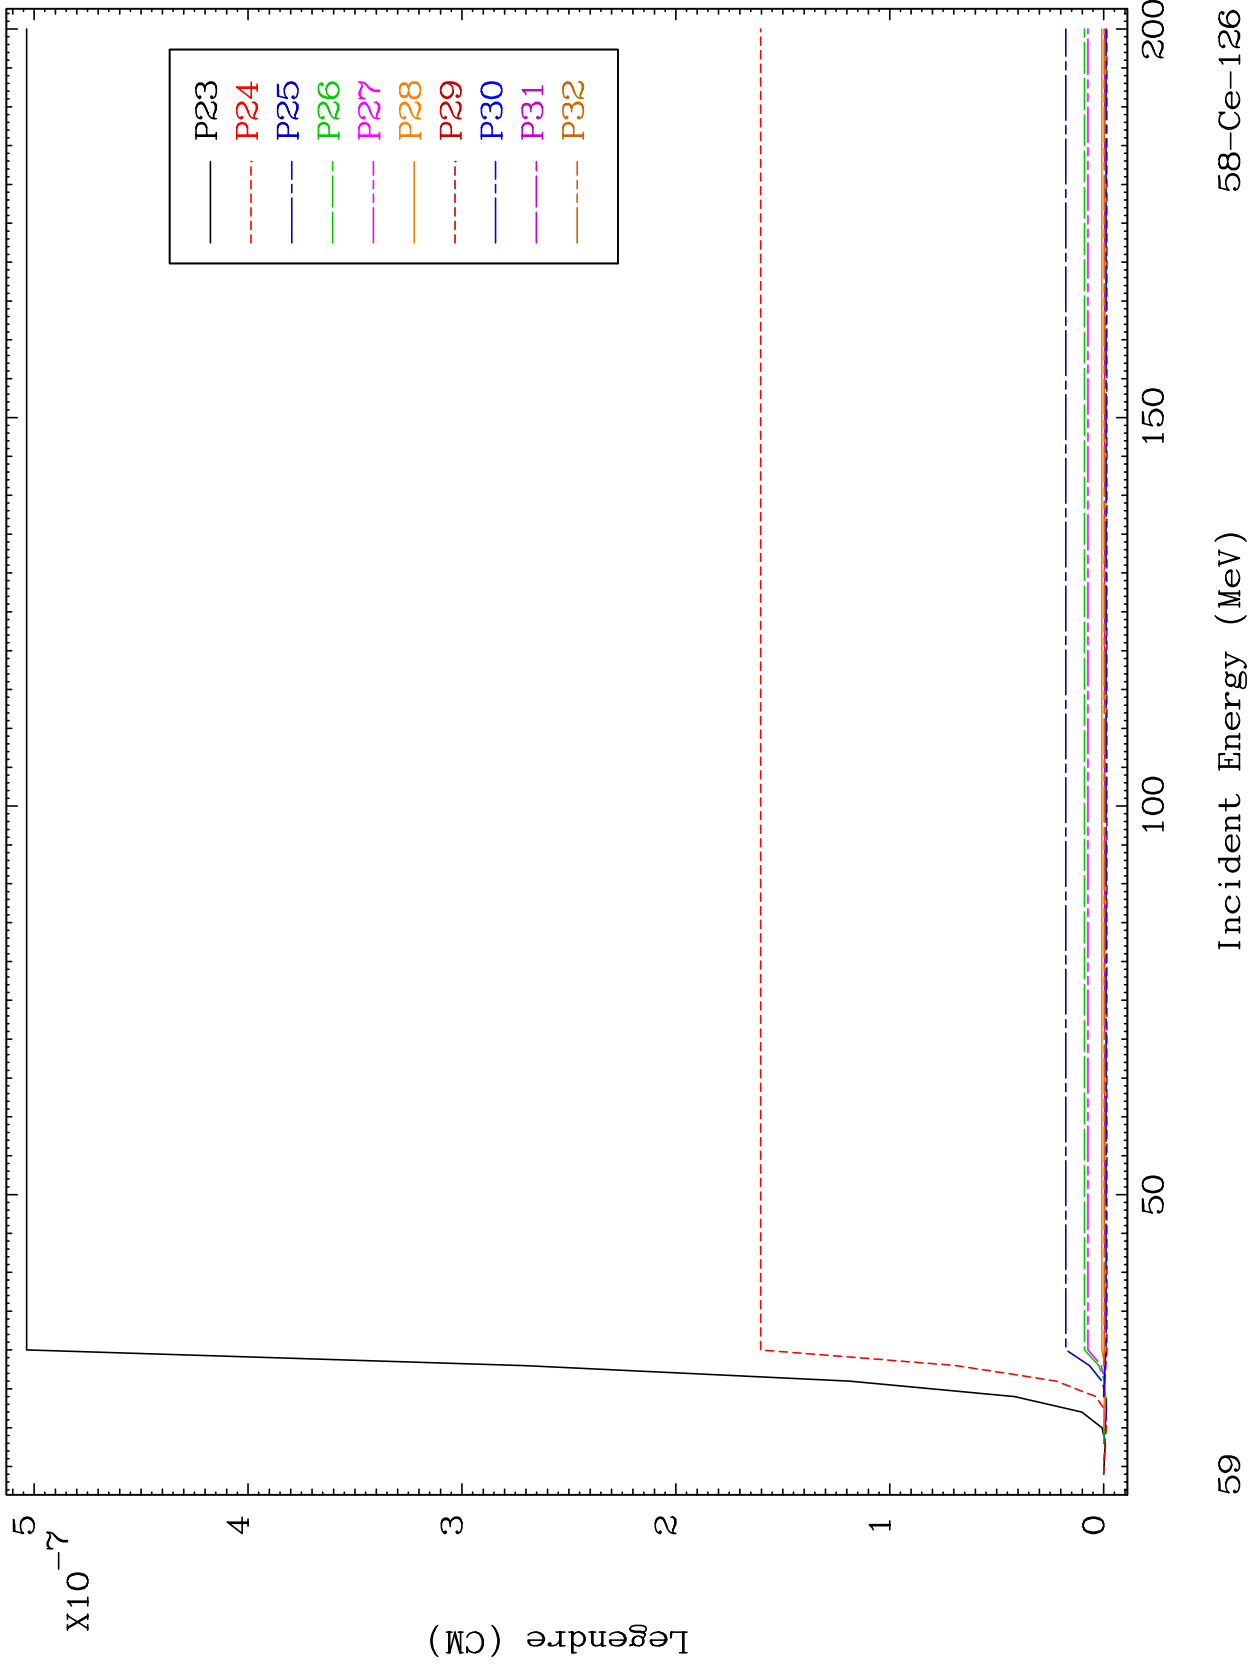 X10-7
5
4
3
2
1
0
Legendre (CM)
P23
P24
P25
P26
P27
P28
P29
P30
P31
P32
50
100
150
200
Incident Energy (MeV)
59
58-Ce-126